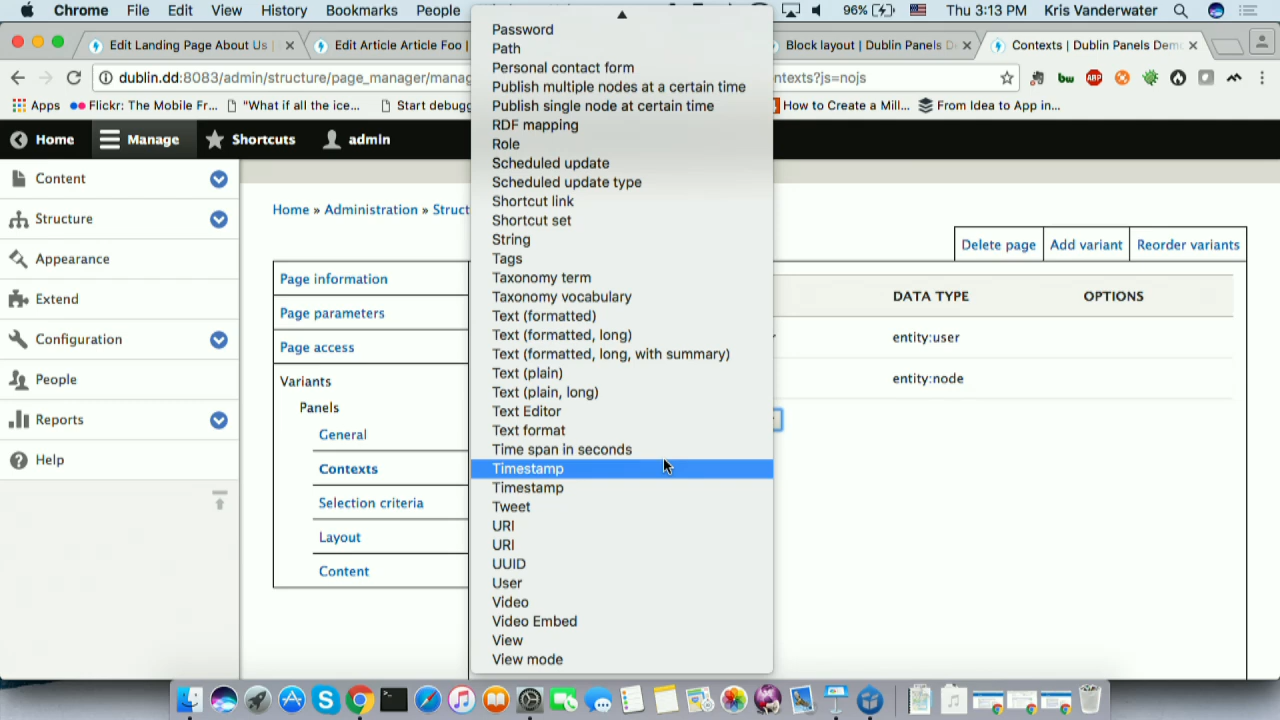 Chrome File Edit View History Bookmarks People 96% Thu 3:13 PM Kris Vanderwater
Edit Landing Page About Us | Edit Article Article Foo | Block layout | Dublin Panels D Contexts | Dublin Panels Demo
dublin.dd:8083/admin/structure/page_manager/manag ntexts?js=nojs
Apps Flickr: The Mobile Fr... "What if all the ice... Start debugg How to Create a Mill... From Idea to App in...
Home Manage Shortcuts admin
Content
Structure
Appearance
Extend
Configuration
People
Reports
Help
Home » Administration » Struct
Delete page Add variant Reorder variants
Page information
Page parameters
Page access
Variants
Panels
General
Contexts
Selection criteria
Layout
Content
DATA TYPE OPTIONS
entity:user
entity:node
Password
Path
Personal contact form
Publish multiple nodes at a certain time
Publish single node at certain time
RDF mapping
Role
Scheduled update
Scheduled update type
Shortcut link
Shortcut set
String
Tags
Taxonomy term
Taxonomy vocabulary
Text (formatted)
Text (formatted, long)
Text (formatted, long, with summary)
Text (plain)
Text (plain, long)
Text Editor
Text format
Time span in seconds
Timestamp
Timestamp
Tweet
URI
URI
UUID
User
Video
Video Embed
View
View mode